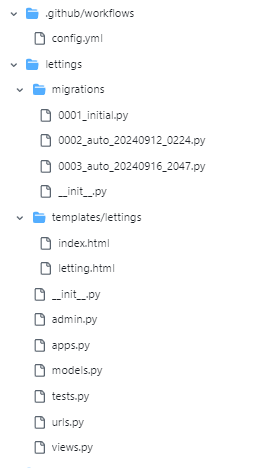 .github/workflows
config.yml
lettings
migrations
0001_initial.py
0002_auto_20240912_0224.py
0003_auto_20240916_2047.py
__init__.py
templates/lettings
index.html
letting.html
__init__.py
admin.py
apps.py
models.py
tests.py
urls.py
views.py